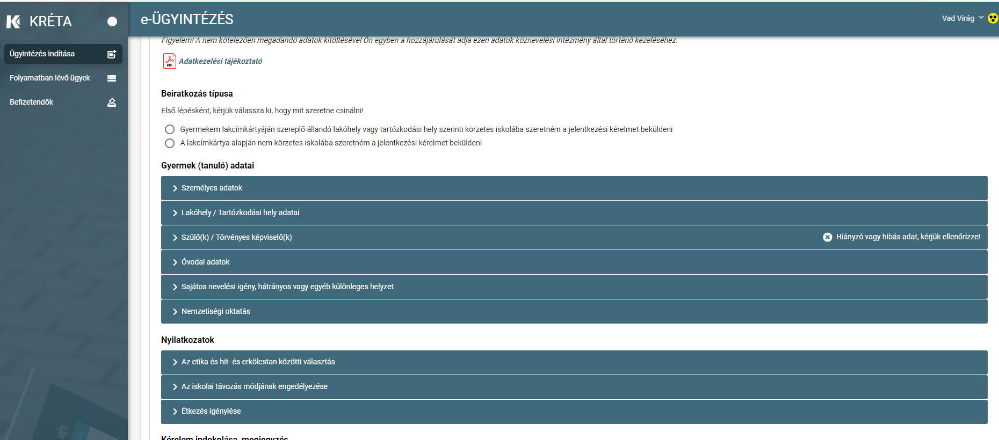 KRÉTA
e-ÜGYINTÉZÉS
Vad Virág
Ügyintézés indítása
Folyamatban lévő ügyek
Befizetendők
Figyelem! A nem kötelezően megadandó adatok kitöltésével Ön egyben a hozzájárulását adja ezen adatok köznevelési intézmény által történő kezeléséhez.
PDF
Adatkezelési tájékoztató
Beiratkozás típusa
Első lépésként, kérjük válassza ki, hogy mit szeretne csinálni!
Gyermekem lakcímkártyáján szereplő állandó lakóhely vagy tartózkodási hely szerinti körzetes iskolába szeretném a jelentkezési kérelmet beküldeni
A lakcímkártya alapján nem körzetes iskolába szeretném a jelentkezési kérelmet beküldeni
Gyermek (tanuló) adatai
Személyes adatok
Lakóhely / Tartózkodási hely adatai
Szülő(k) / Törvényes képviselő(k)
Hiányzó vagy hibás adat, kérjük ellenőrizze!
Óvodai adatok
Sajátos nevelési igény, hátrányos vagy egyéb különleges helyzet
Nemzetiségi oktatás
Nyilatkozatok
Az etika és hit- és erkölcstan közötti választás
Az iskolai távozás módjának engedélyezése
Étkezés igénylése
Kérelem indokolása, megjegyzés
KRÉTA